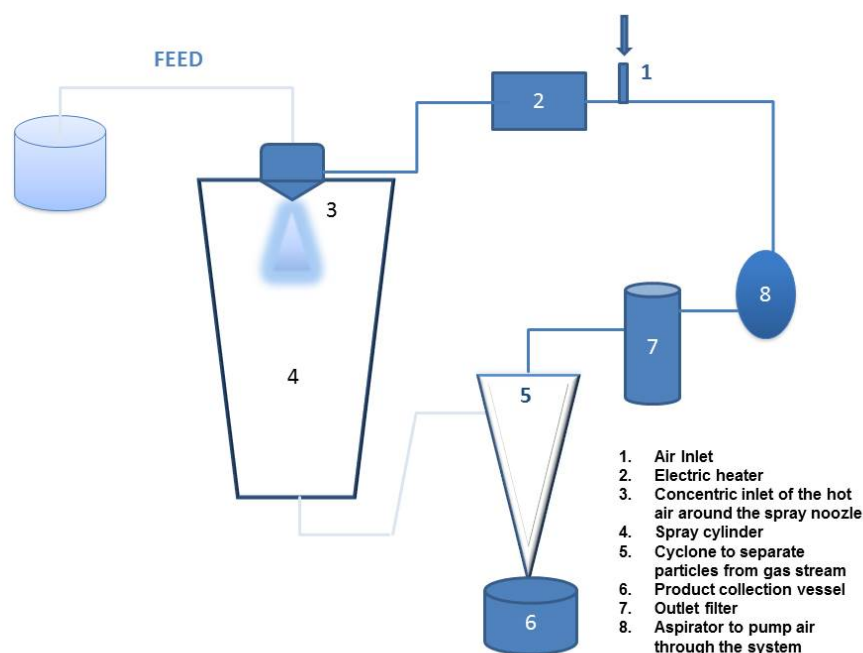 FEED
1
2
3
8
7
4
5
6
1. Air Inlet
2. Electric heater
3. Concentric inlet of the hot
air around the spray noozle
4. Spray cylinder
5. Cyclone to separate
particles from gas stream
6. Product collection vessel
7. Outlet filter
8. Aspirator to pump air
through the system